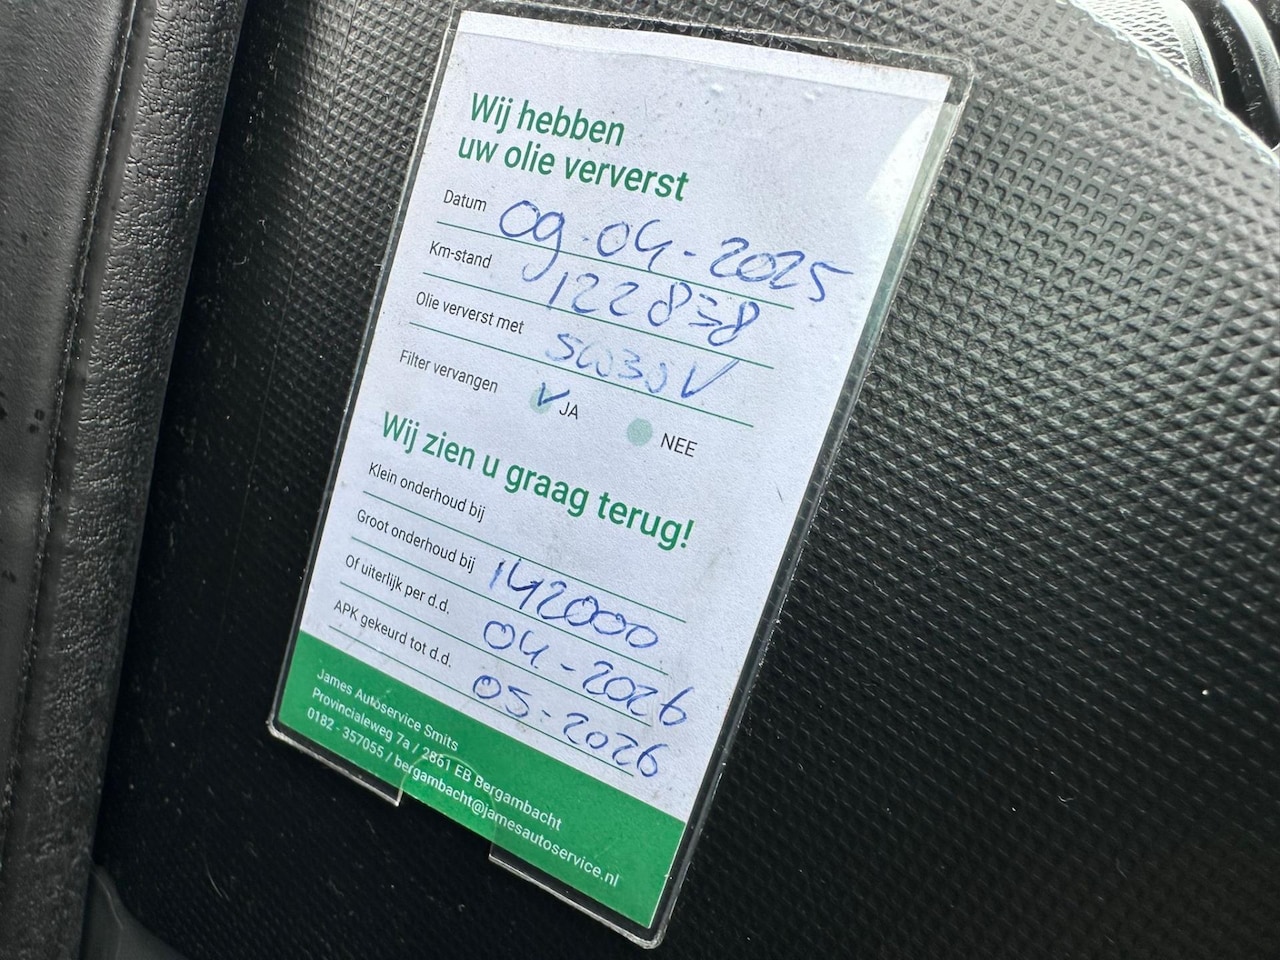 Wij hebben
uw olie ververst
Datum 09-04-2025
Km-stand 122878
Olie ververst met 5W30 V
Filter vervangen JA NEE
Wij zien u graag terug!
Klein onderhoud bij
Groot onderhoud bij 142000
Of uiterlijk per d.d. 04-2026
APK gekeurd tot d.d. 05-2026
James Autoservice Smits
Provincialeweg 7a / 2861 EB Bergambacht
0182 - 357055 / bergambacht@jamesautoservice.nl